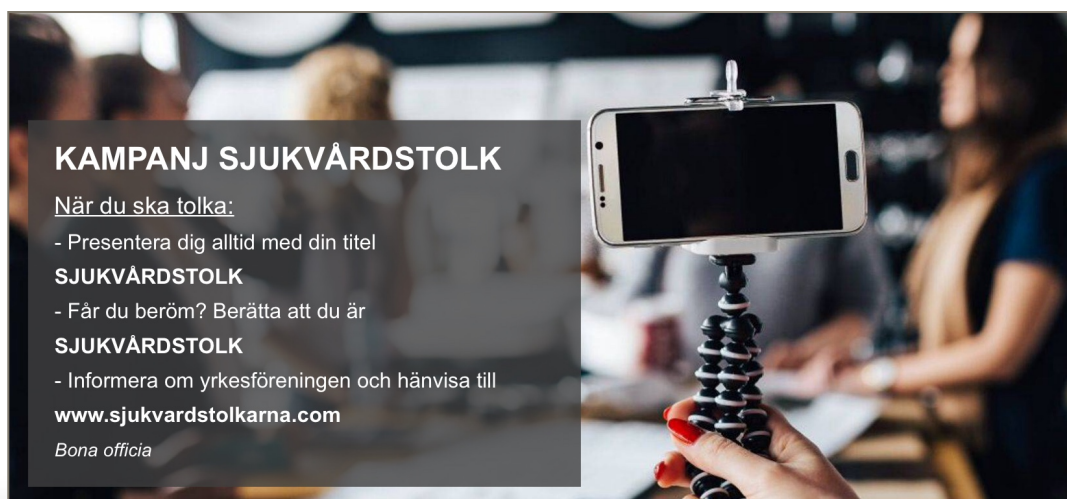 KAMPANJ SJUKVÅRDSTOLK
När du ska tolka:
- Presentera dig alltid med din titel
SJUKVÅRDSTOLK
- Får du beröm? Berätta att du är
SJUKVÅRDSTOLK
- Informera om yrkesföreningen och hänvisa till
www.sjukvardstolkarna.com
Bona officia